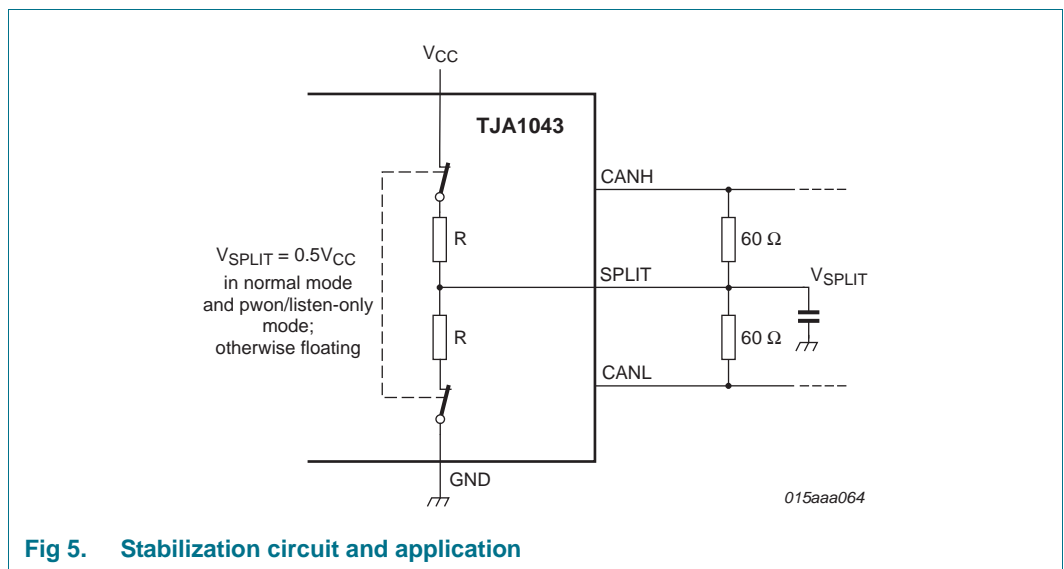 VCC
TJA1043
CANH
R
60 Ω
VSPLIT = 0.5VCC
in normal mode
and pwon/listen-only
mode;
otherwise floating
SPLIT
VSPLIT
R
60 Ω
CANL
GND
015aaa064
Fig 5. Stabilization circuit and application